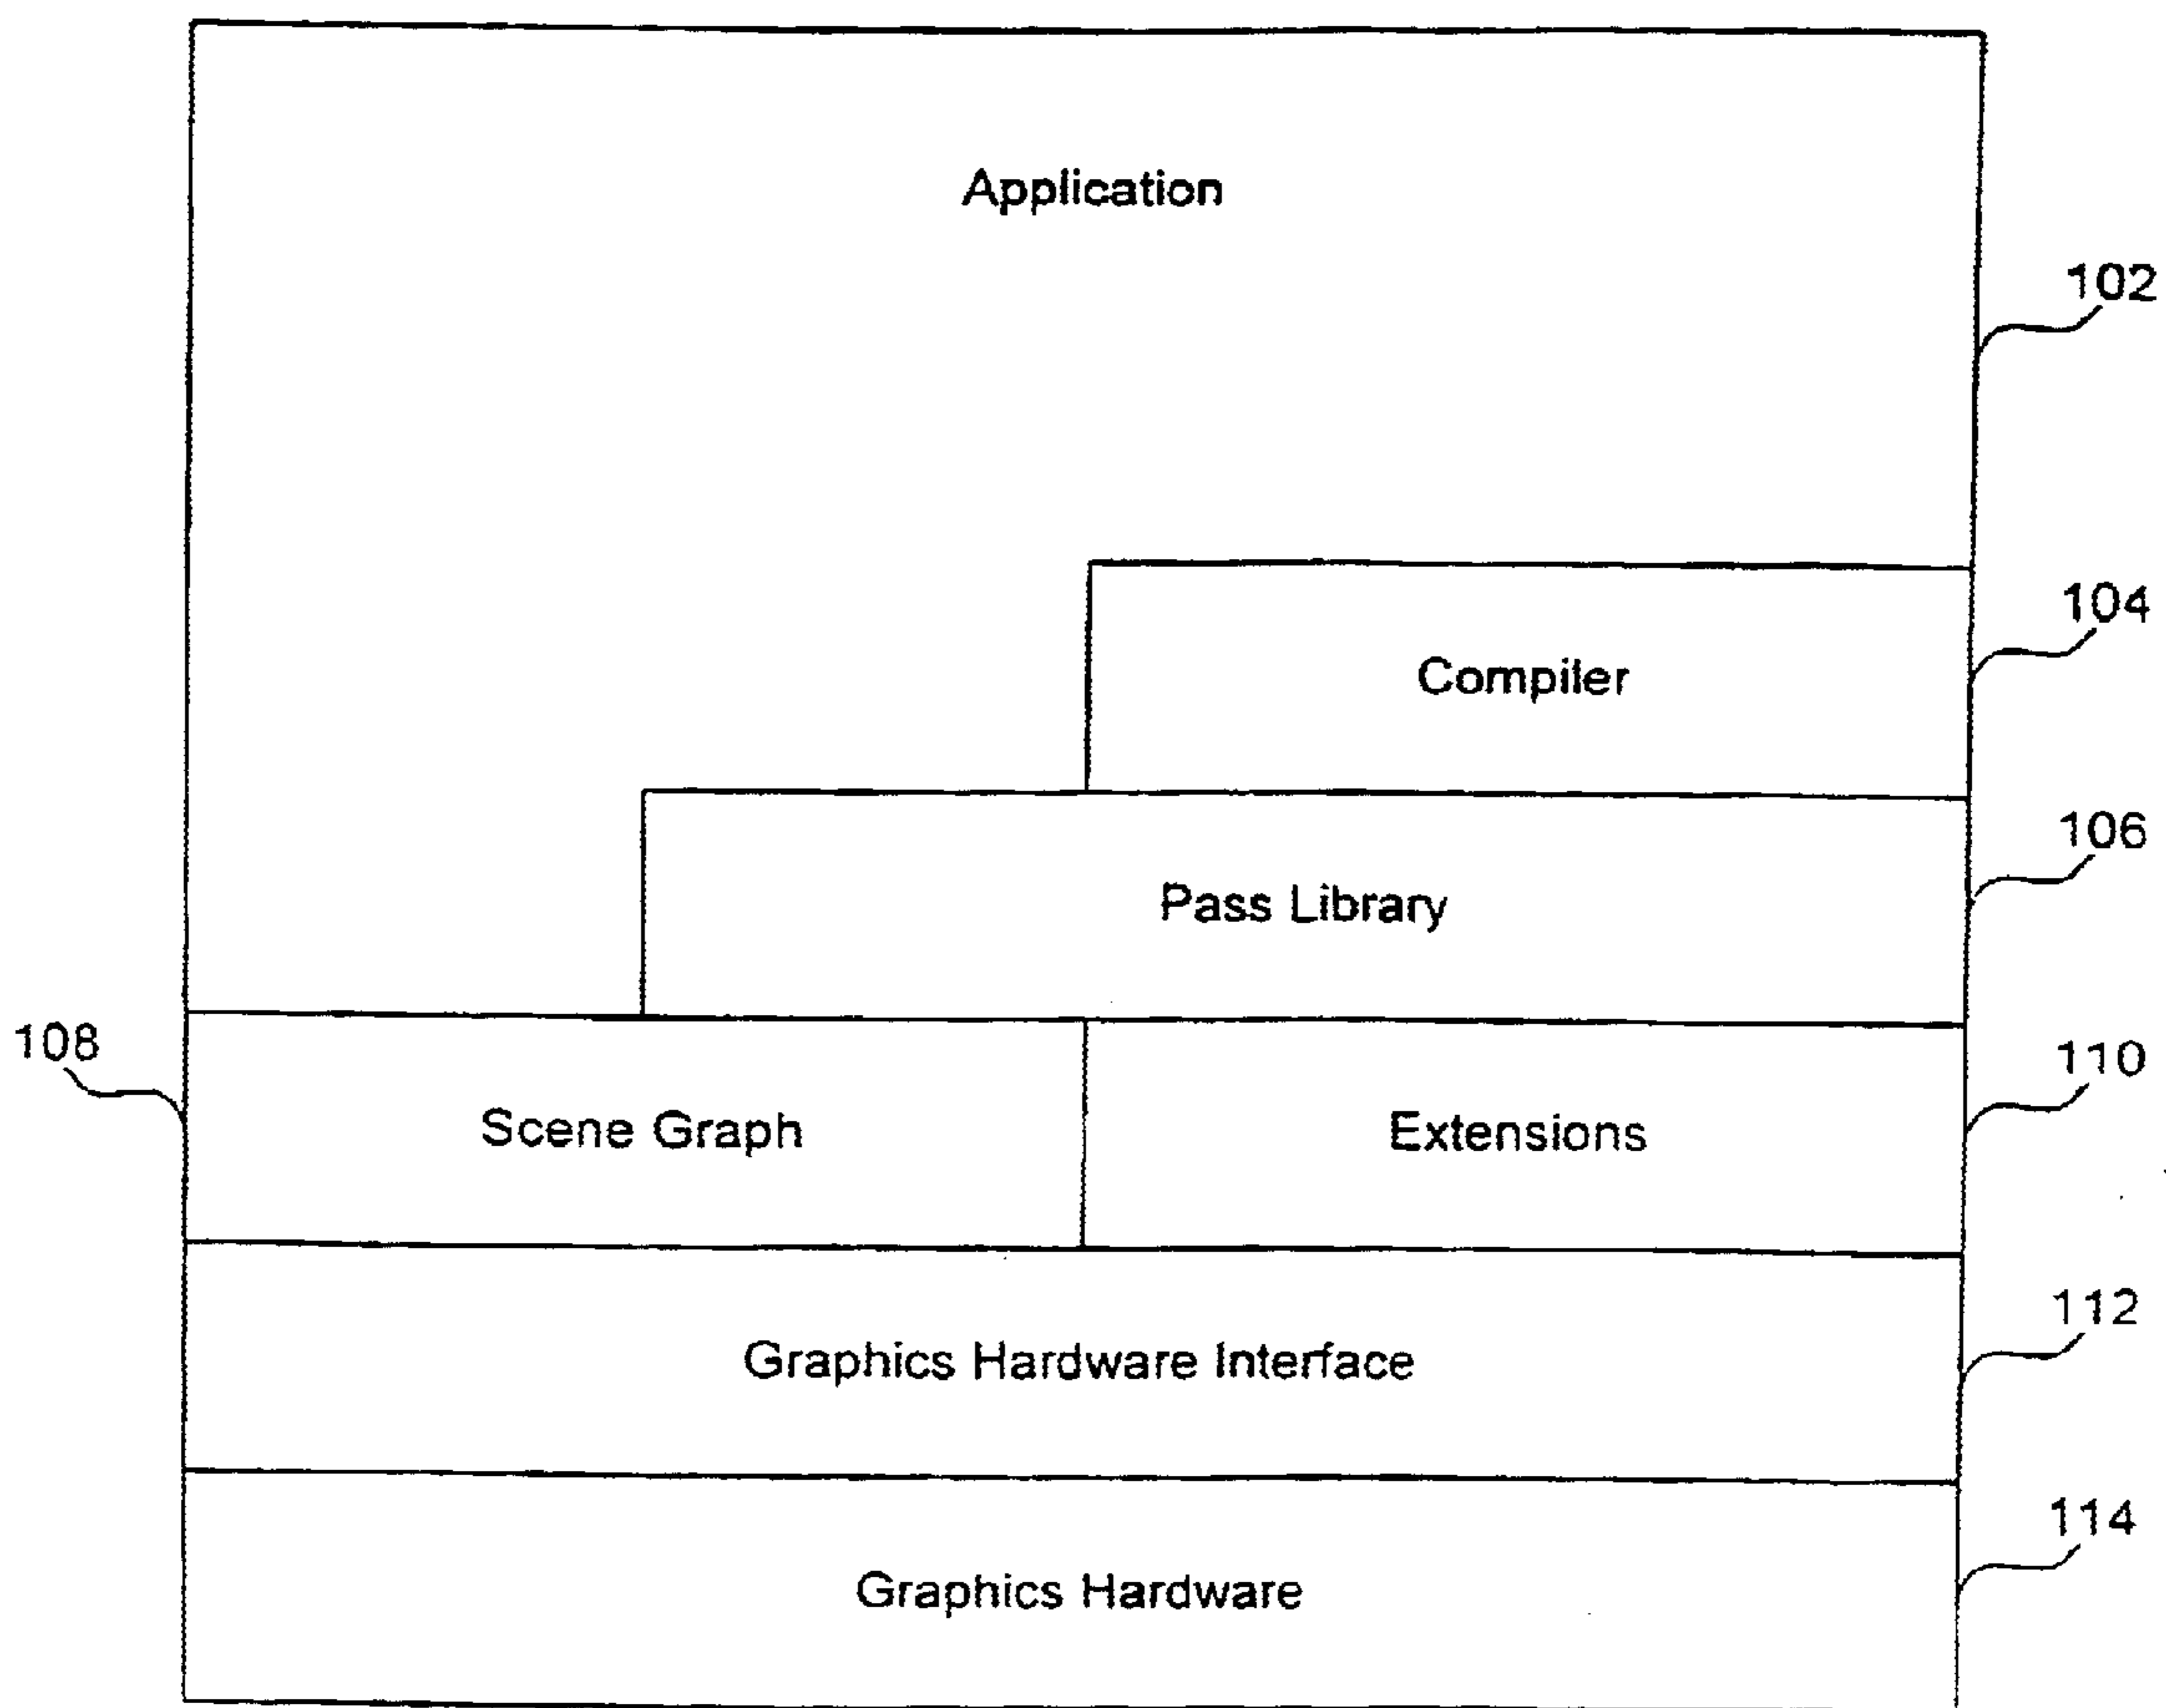 Application
102
Compiler
104
Pass Library
106
108
Scene Graph
Extensions
110
Graphics Hardware Interface
112
Graphics Hardware
114